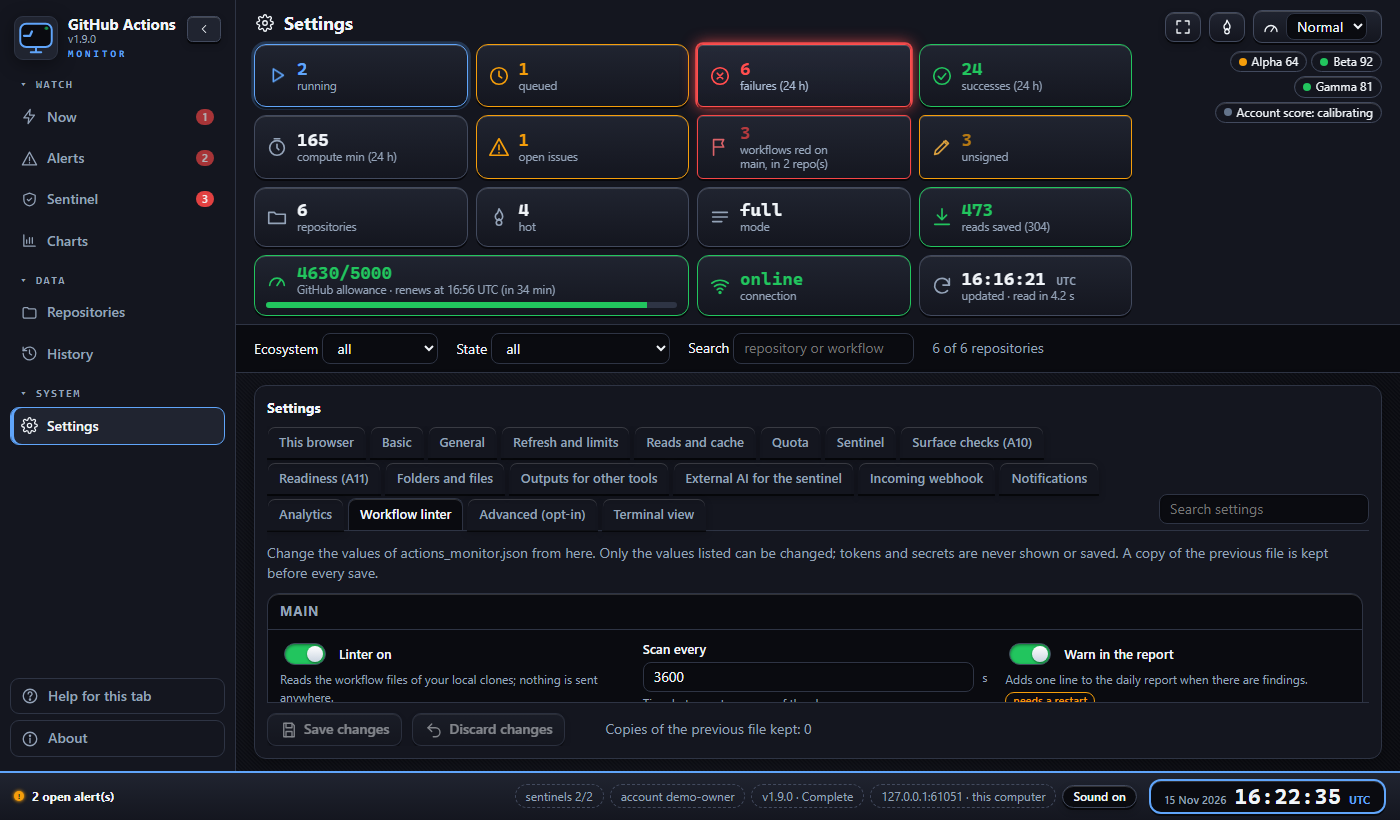 GitHub Actions
v1.9.0
MONITOR
WATCH
Now 1
Alerts 2
Sentinel 3
Charts
DATA
Repositories
History
SYSTEM
Settings
Help for this tab
About
Settings
Normal
2
running
1
queued
6
failures (24 h)
24
successes (24 h)
Alpha 64
Beta 92
Gamma 81
Account score: calibrating
165
compute min (24 h)
1
open issues
3
workflows red on
main, in 2 repo(s)
3
unsigned
6
repositories
4
hot
full
mode
473
reads saved (304)
4630/5000
GitHub allowance · renews at 16:56 UTC (in 34 min)
online
connection
16:16:21 UTC
updated · read in 4.2 s
Ecosystem all State all Search repository or workflow 6 of 6 repositories
Settings
This browser Basic General Refresh and limits Reads and cache Quota Sentinel Surface checks (A10)
Readiness (A11) Folders and files Outputs for other tools External AI for the sentinel Incoming webhook Notifications
Analytics Workflow linter Advanced (opt-in) Terminal view Search settings
Change the values of actions_monitor.json from here. Only the values listed can be changed; tokens and secrets are never shown or saved. A copy of the previous file is kept
before every save.
MAIN
Linter on
Reads the workflow files of your local clones; nothing is sent
anywhere.
Scan every
3600 s
Warn in the report
Adds one line to the daily report when there are findings.
needs a restart
Save changes Discard changes Copies of the previous file kept: 0
2 open alert(s) sentinels 2/2 account demo-owner v1.9.0 · Complete 127.0.0.1:61051 · this computer Sound on 15 Nov 2026 16:22:35 UTC